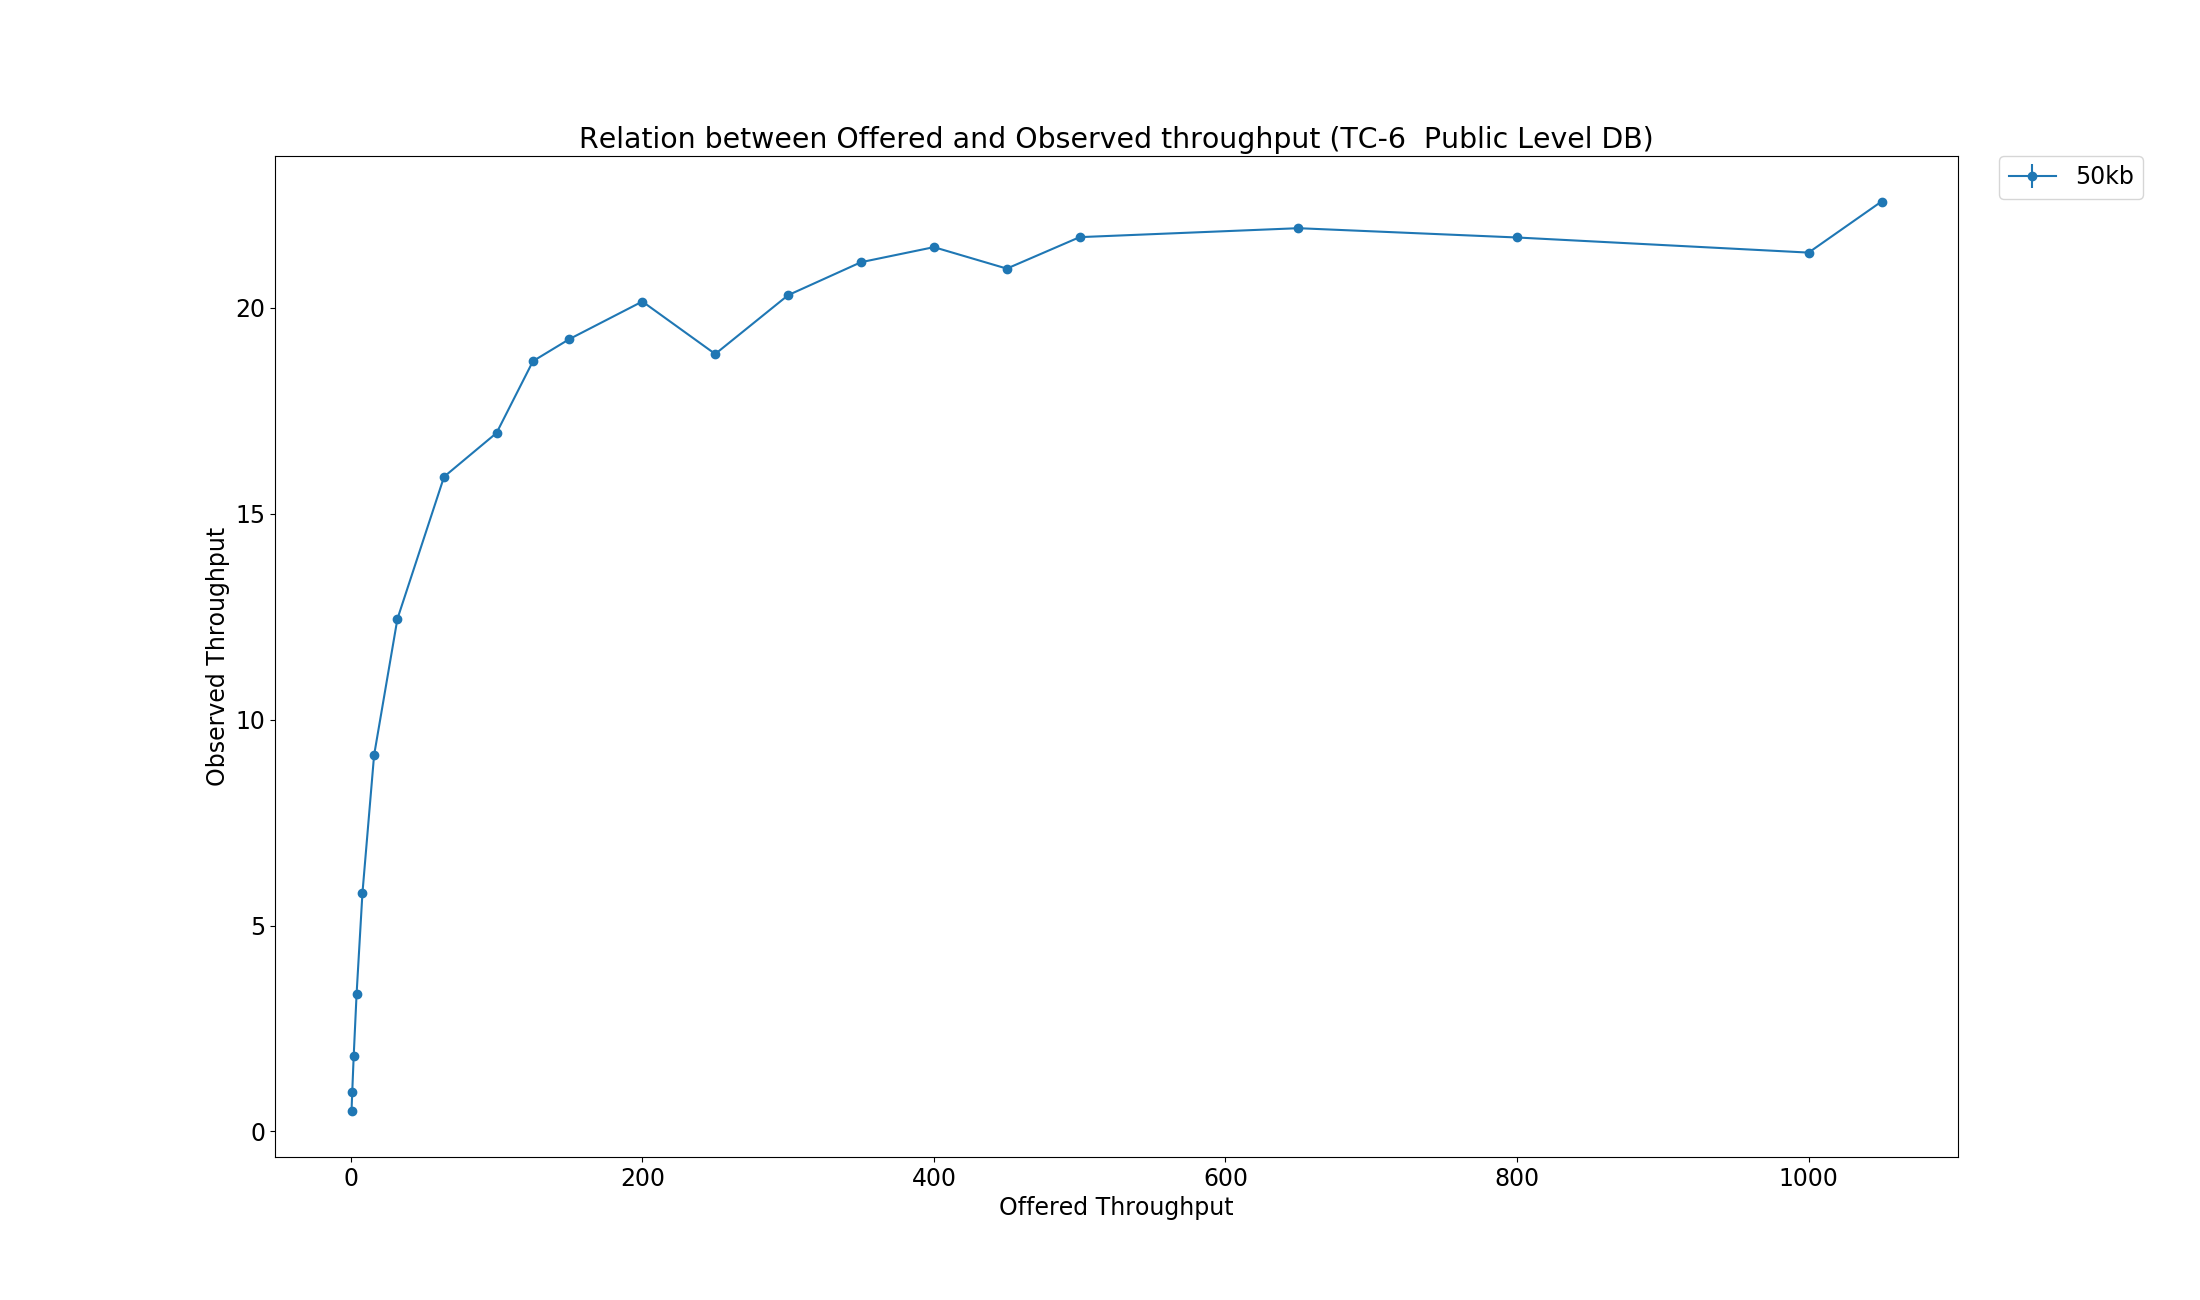 Relation between Offered and Observed throughput (TC-6  Public Level DB)
50kb
Observed Throughput
20
15
10
5
0
0 200 400 600 800 1000
Offered Throughput